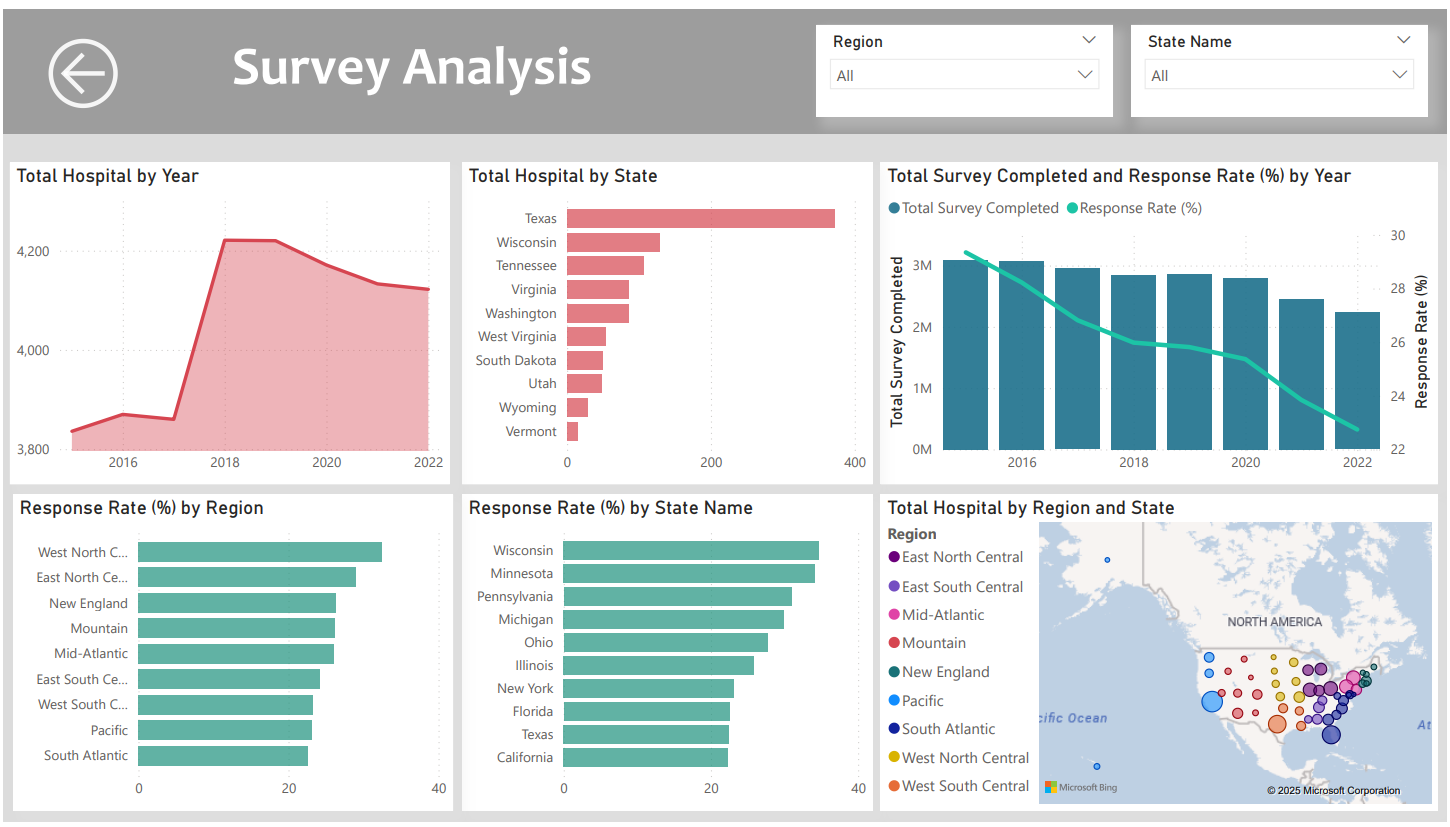 Survey Analysis
Region
All
State Name
All
Total Hospital by Year
4,200
4,000
3,800
2016
2018
2020
2022
Total Hospital by State
Texas
Wisconsin
Tennessee
Virginia
Washington
West Virginia
South Dakota
Utah
Wyoming
Vermont
0
200
400
Total Survey Completed and Response Rate (%) by Year
Total Survey Completed
Response Rate (%)
Total Survey Completed
3M
2M
1M
0M
30
28
26
24
22
Response Rate (%)
2016
2018
2020
2022
Response Rate (%) by Region
West North C...
East North Ce...
New England
Mountain
Mid-Atlantic
East South Ce...
West South C...
Pacific
South Atlantic
0
20
40
Response Rate (%) by State Name
Wisconsin
Minnesota
Pennsylvania
Michigan
Ohio
Illinois
New York
Florida
Texas
California
0
20
40
Total Hospital by Region and State
Region
East North Central
East South Central
Mid-Atlantic
Mountain
New England
Pacific
South Atlantic
West North Central
West South Central
NORTH AMERICA
cific Ocean
At
Microsoft Bing
© 2025 Microsoft Corporation